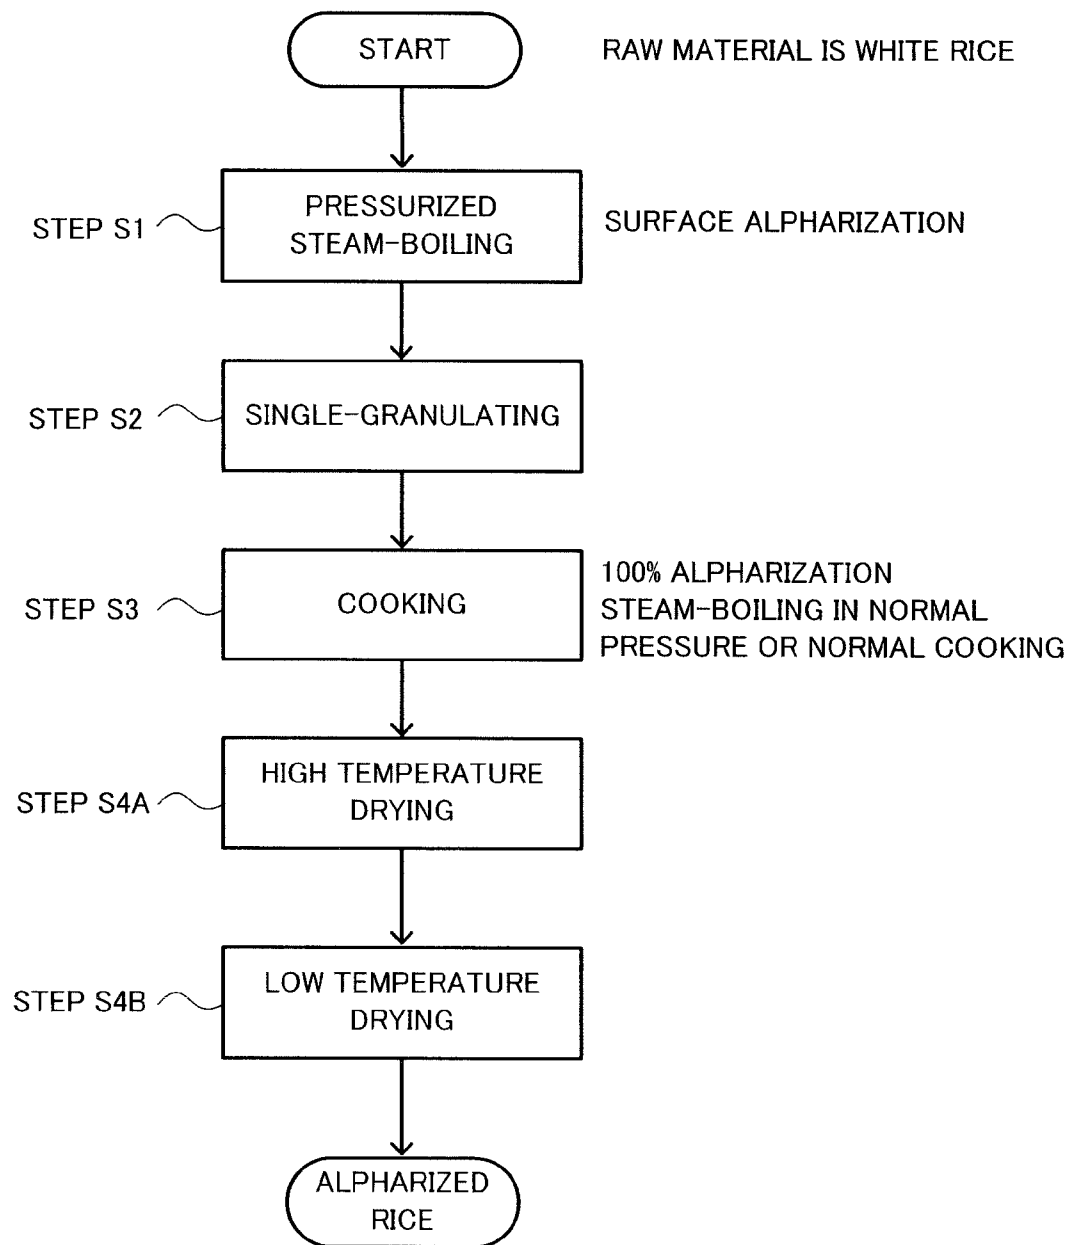 START
RAW MATERIAL IS WHITE RICE
STEP S1
PRESSURIZED
STEAM-BOILING
SURFACE ALPHARIZATION
STEP S2
SINGLE-GRANULATING
STEP S3
COOKING
100% ALPHARIZATION
STEAM-BOILING IN NORMAL
PRESSURE OR NORMAL COOKING
STEP S4A
HIGH TEMPERATURE
DRYING
STEP S4B
LOW TEMPERATURE
DRYING
ALPHARIZED
RICE